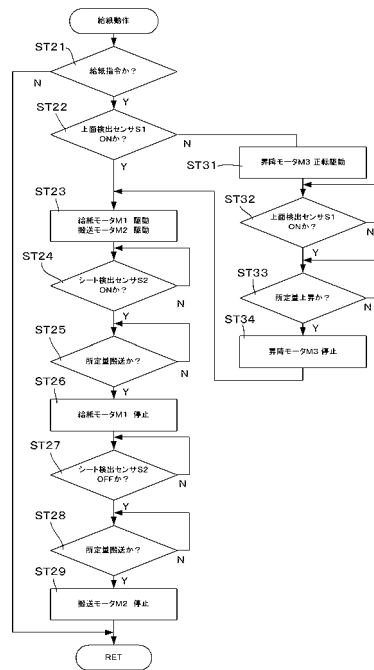 給紙動作
ST21
給紙指令か？
N
Y
ST22
上面検出センサS1
ONか？
N
Y
ST31
昇降モータM3 正転駆動
ST32
上面検出センサS1
ONか？
N
Y
ST33
所定量上昇か？
N
Y
ST34
昇降モータM3 停止
ST23
給紙モータM1 駆動
搬送モータM2 駆動
ST24
シート検出センサS2
ONか？
N
Y
ST25
所定量搬送か？
N
Y
ST26
給紙モータM1 停止
ST27
シート検出センサS2
OFFか？
N
Y
ST28
所定量搬送か？
N
Y
ST29
搬送モータM2 停止
RET